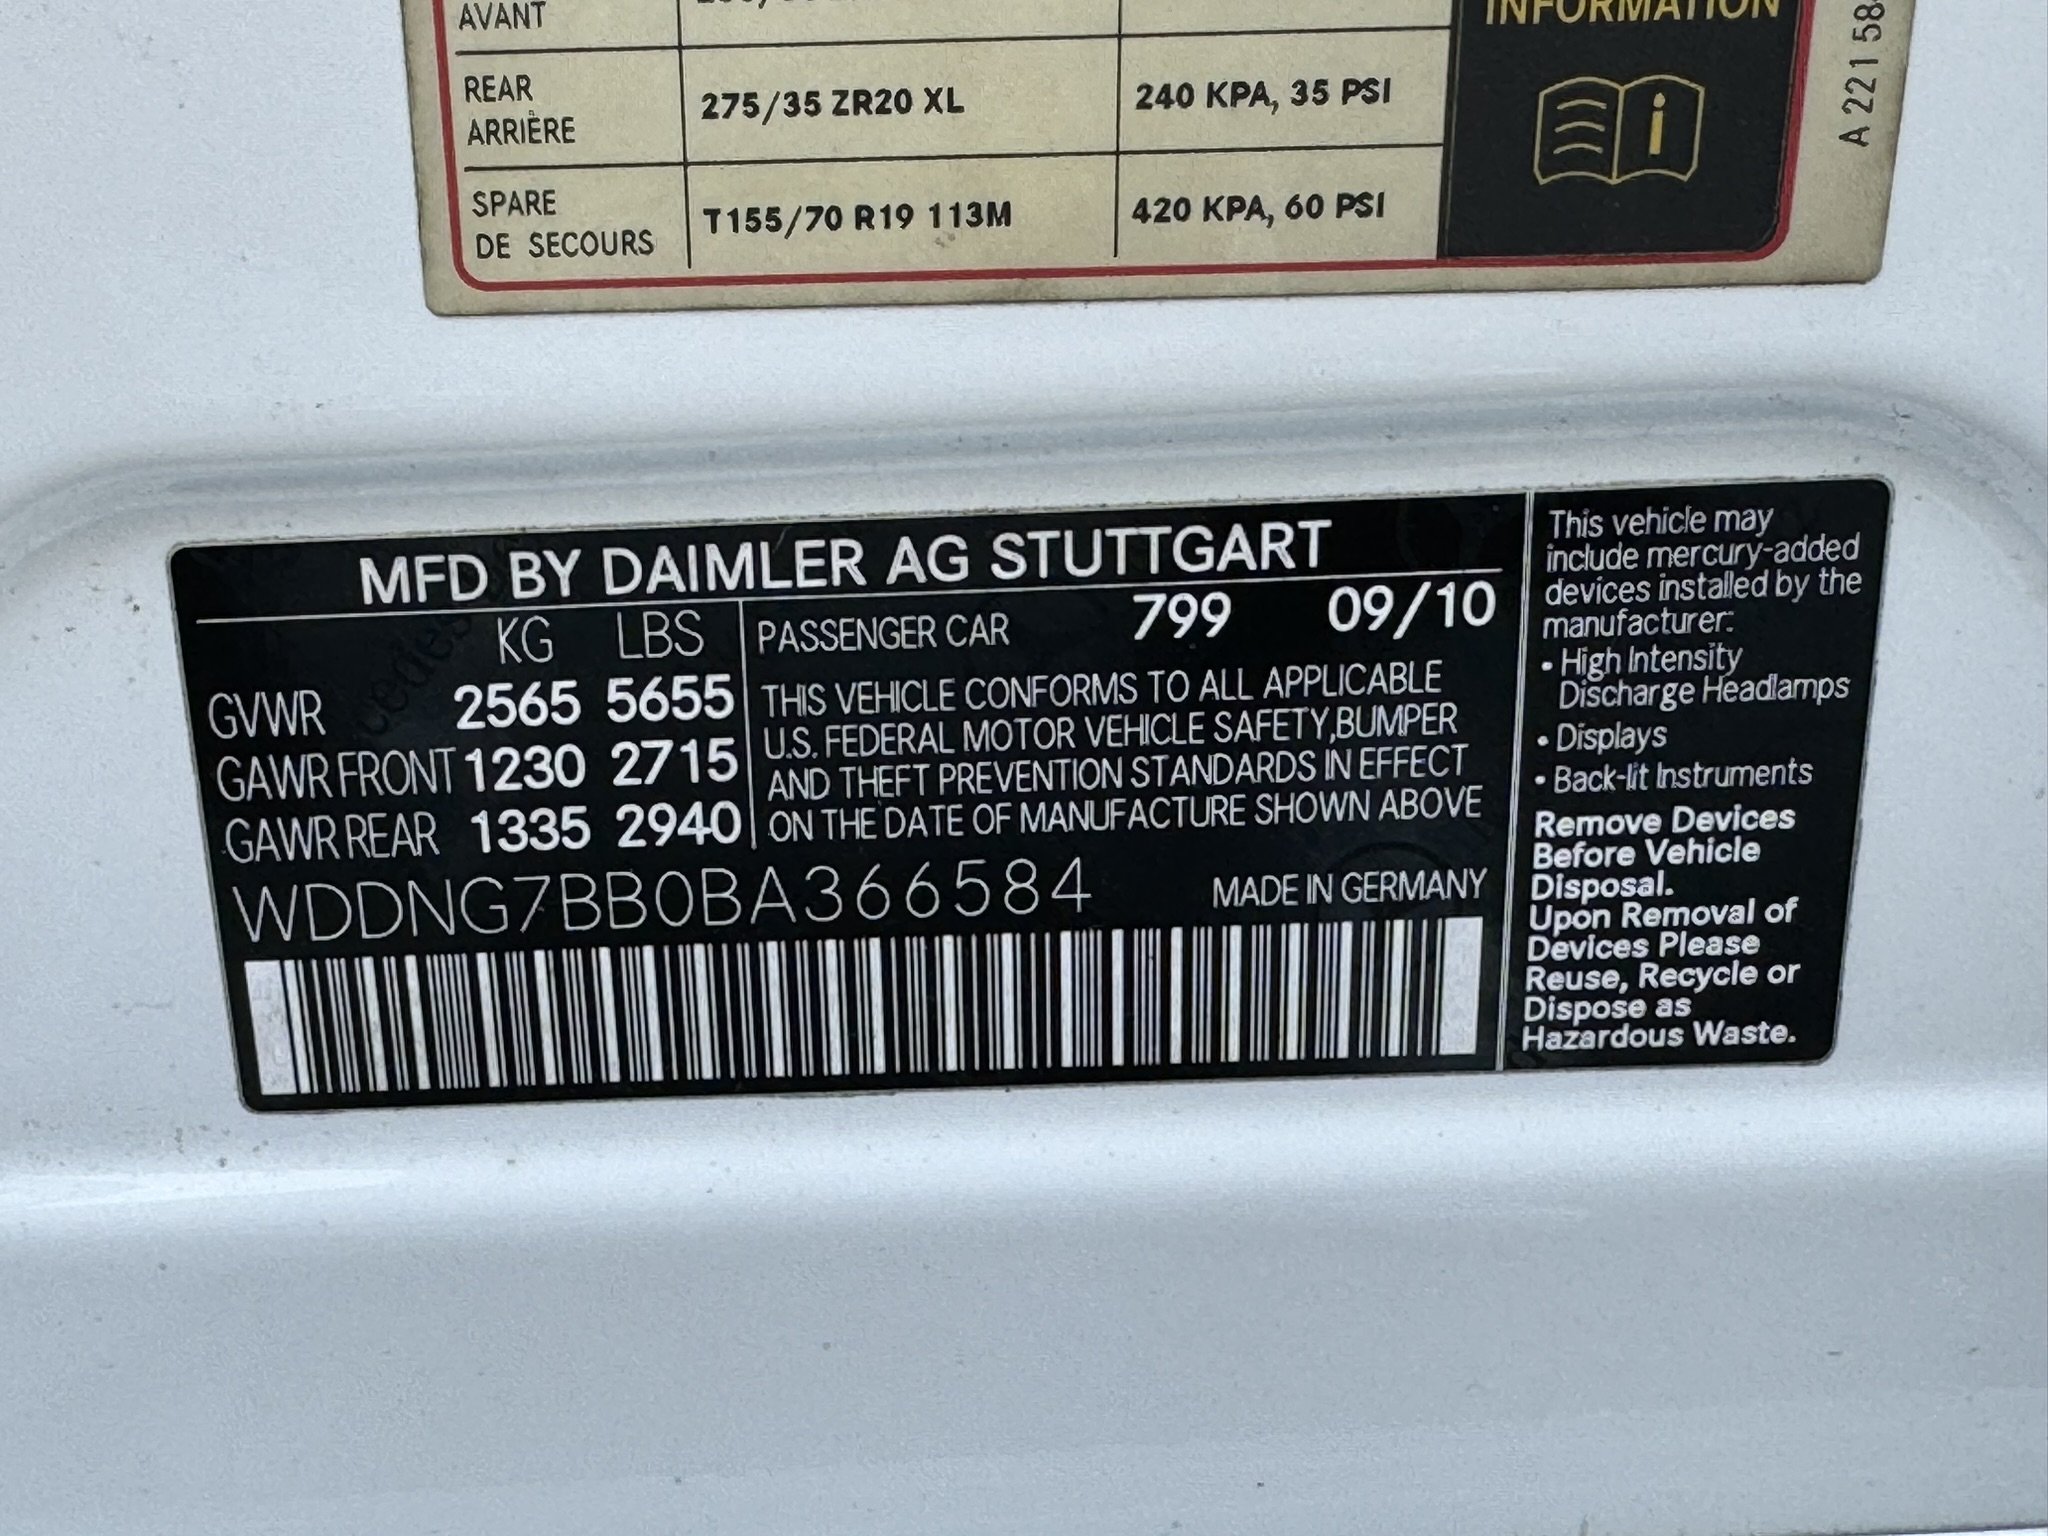 AVANT
INFORMATION
REAR
ARRIÈRE
275/35 ZR20 XL
240 KPA, 35 PSI
SPARE
DE SECOURS
T155/70 R19 113M
420 KPA, 60 PSI
A 221 584
MFD BY DAIMLER AG STUTTGART
KG LBS
GVWR 2565 5655
GAWR FRONT 1230 2715
GAWR REAR 1335 2940
PASSENGER CAR 799 09/10
THIS VEHICLE CONFORMS TO ALL APPLICABLE
U.S. FEDERAL MOTOR VEHICLE SAFETY,BUMPER
AND THEFT PREVENTION STANDARDS IN EFFECT
ON THE DATE OF MANUFACTURE SHOWN ABOVE
WDDNG7BB0BA366584
MADE IN GERMANY
This vehicle may
include mercury-added
devices installed by the
manufacturer:
• High Intensity
Discharge Headlamps
• Displays
• Back-lit Instruments
Remove Devices
Before Vehicle
Disposal.
Upon Removal of
Devices Please
Reuse, Recycle or
Dispose as
Hazardous Waste.